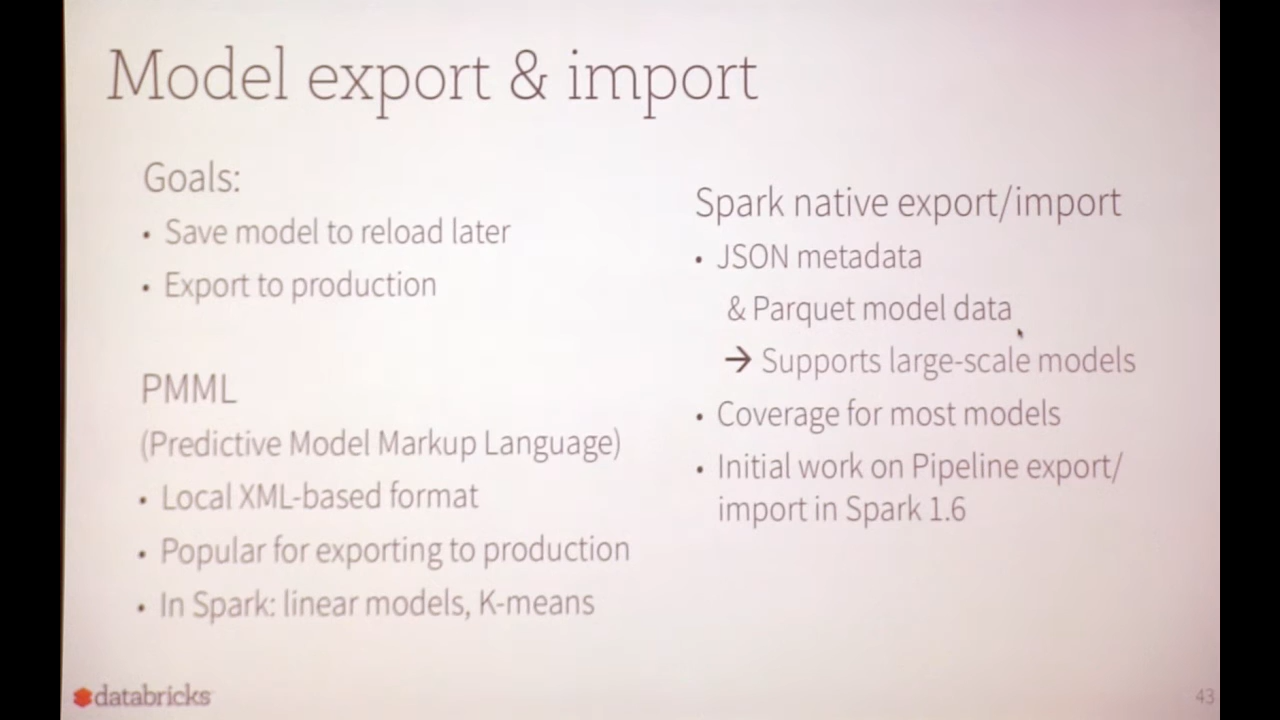 Model export & import
Goals:
• Save model to reload later
• Export to production
PMML
(Predictive Model Markup Language)
• Local XML-based format
• Popular for exporting to production
• In Spark: linear models, K-means
Spark native export/import
• JSON metadata
& Parquet model data
→ Supports large-scale models
• Coverage for most models
• Initial work on Pipeline export/
import in Spark 1.6
databricks
43